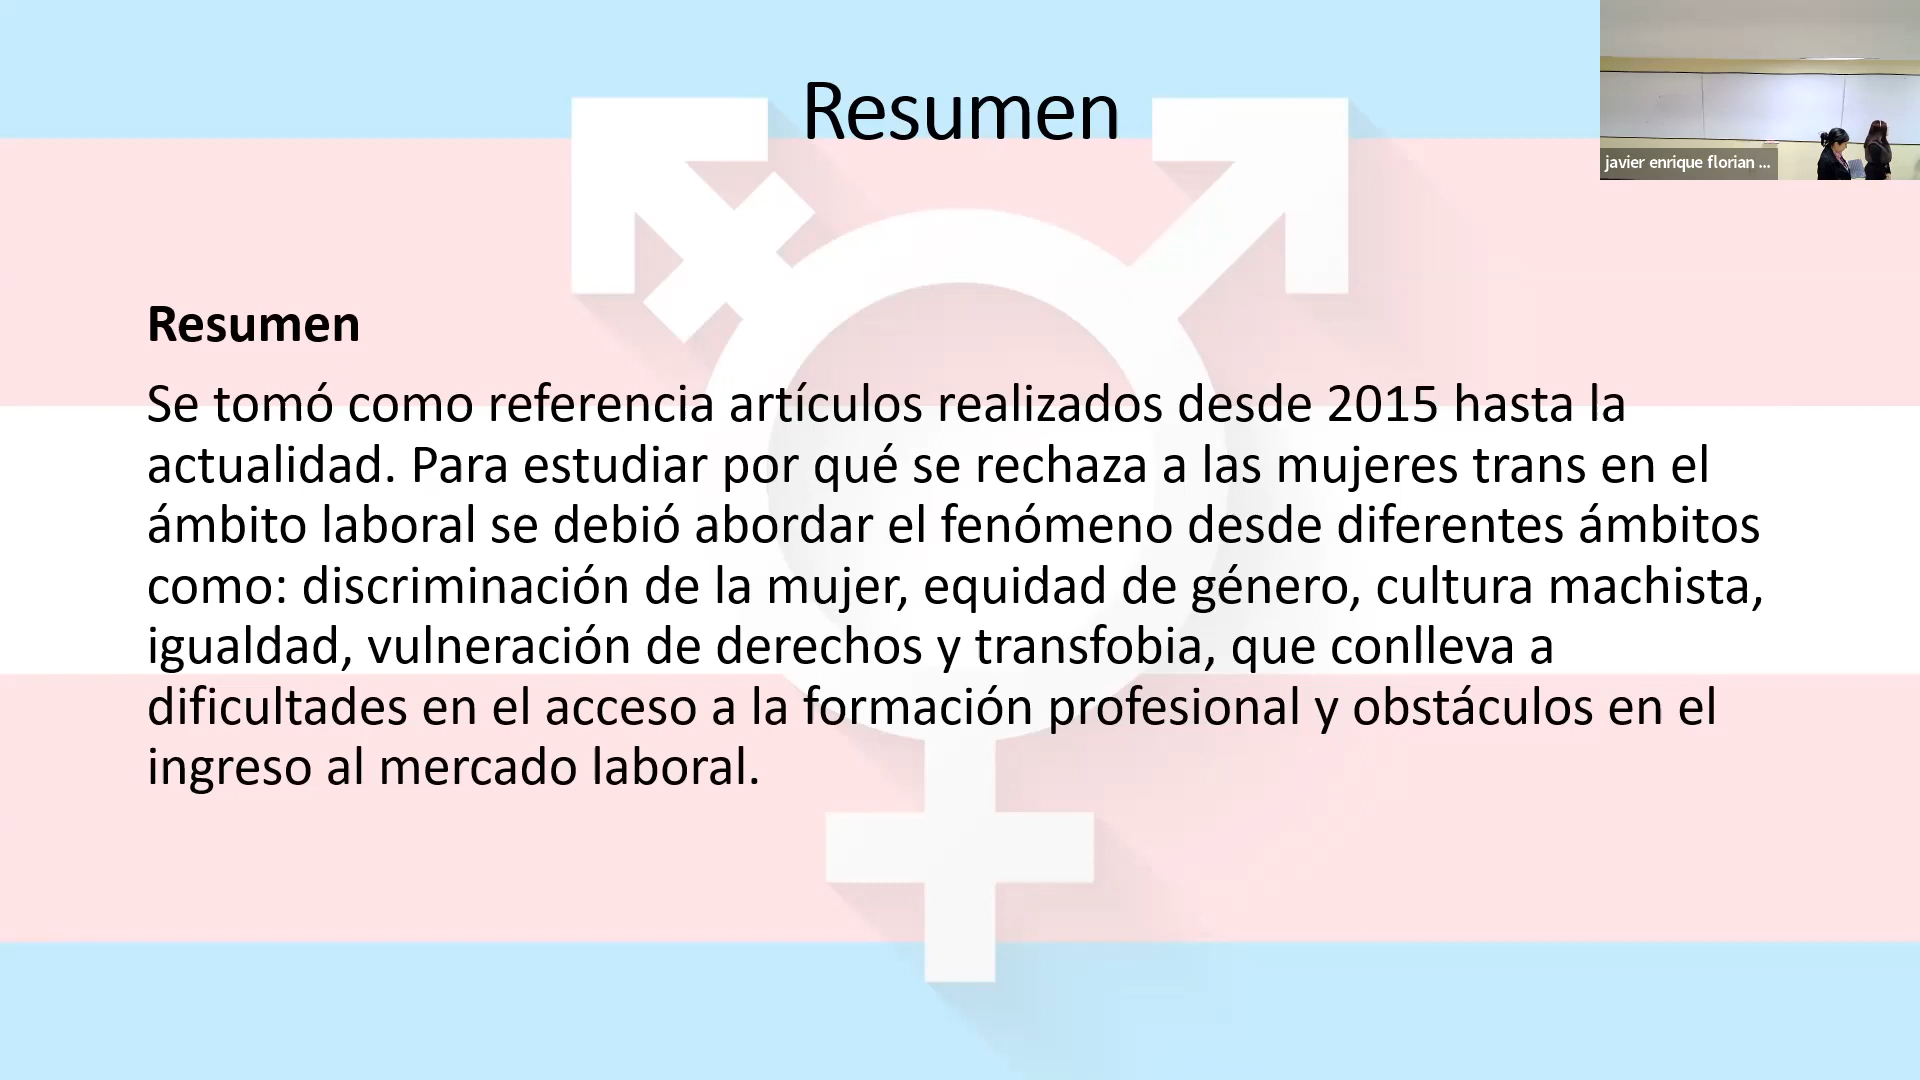 Resumen
javier enrique florian ...
Resumen
Se tomó como referencia artículos realizados desde 2015 hasta la
actualidad. Para estudiar por qué se rechaza a las mujeres trans en el
ámbito laboral se debió abordar el fenómeno desde diferentes ámbitos
como: discriminación de la mujer, equidad de género, cultura machista,
igualdad, vulneración de derechos y transfobia, que conlleva a
dificultades en el acceso a la formación profesional y obstáculos en el
ingreso al mercado laboral.